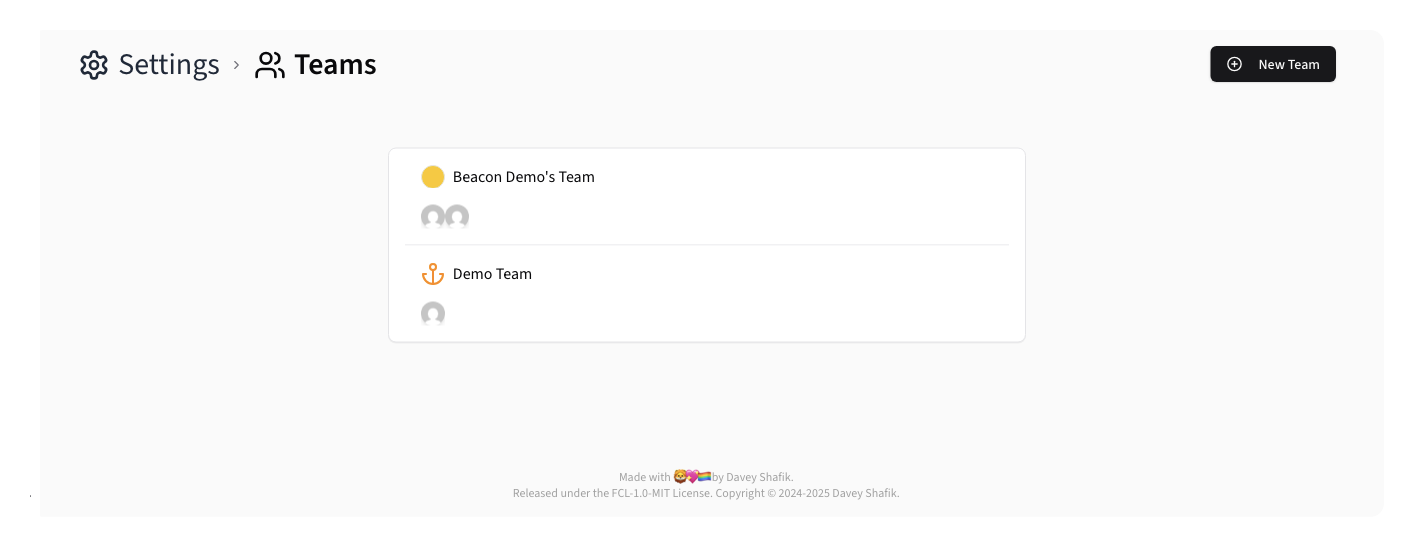 Settings › Teams
New Team
Beacon Demo's Team
Demo Team
Made with 🦁💖🏳️‍🌈 by Davey Shafik.
Released under the FCL-1.0-MIT License. Copyright © 2024-2025 Davey Shafik.